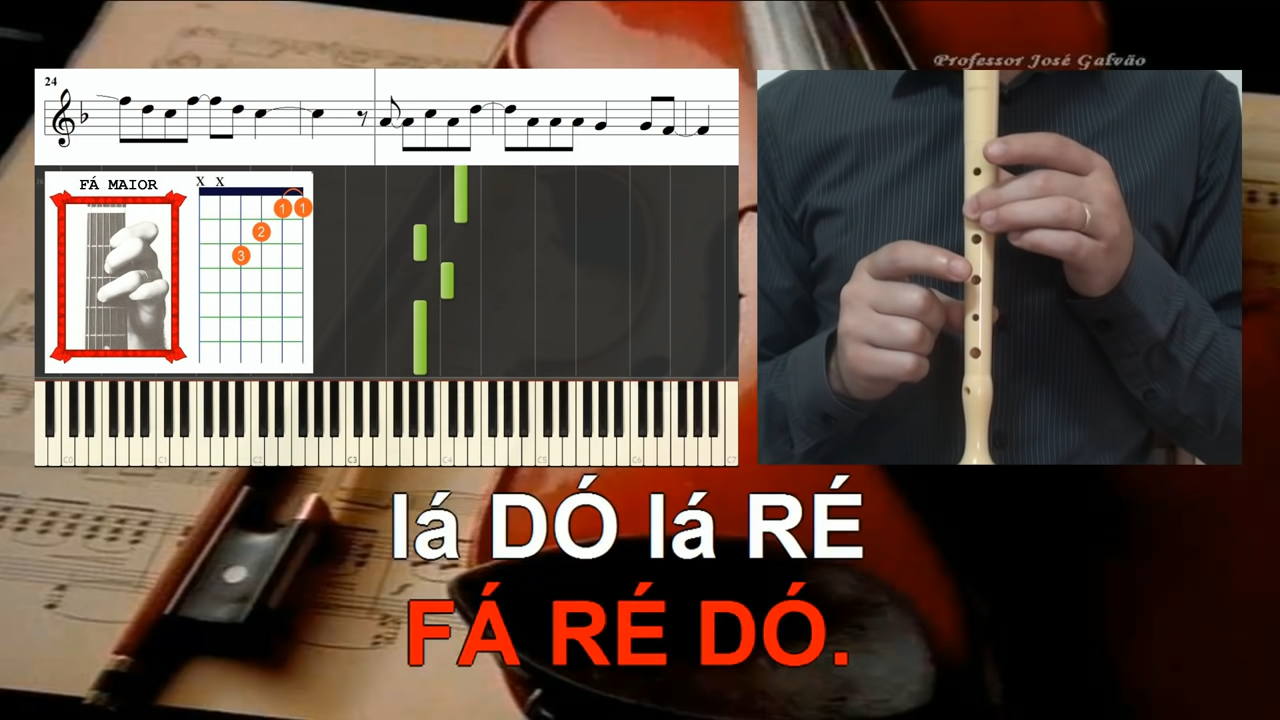 Professor José Galvão
24
FÁ MAIOR
X X
1 1
2
3
C0 C1 C2 C3 C4 C5 C6 C7
lá DÓ lá RÉ
FÁ RÉ DÓ.